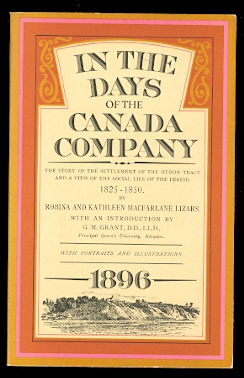 IN THE
DAYS
OF THE
CANADA
COMPANY
THE STORY OF THE SETTLEMENT OF THE HURON TRACT
AND A VIEW OF THE SOCIAL LIFE OF THE PERIOD.
1825-1850.
BY
ROBINA AND KATHLEEN MACFARLANE LIZARS.
WITH AN INTRODUCTION BY
G. M. GRANT, D.D., LL.D.,
Principal Queen's University, Kingston.
WITH PORTRAITS AND ILLUSTRATIONS.
1896